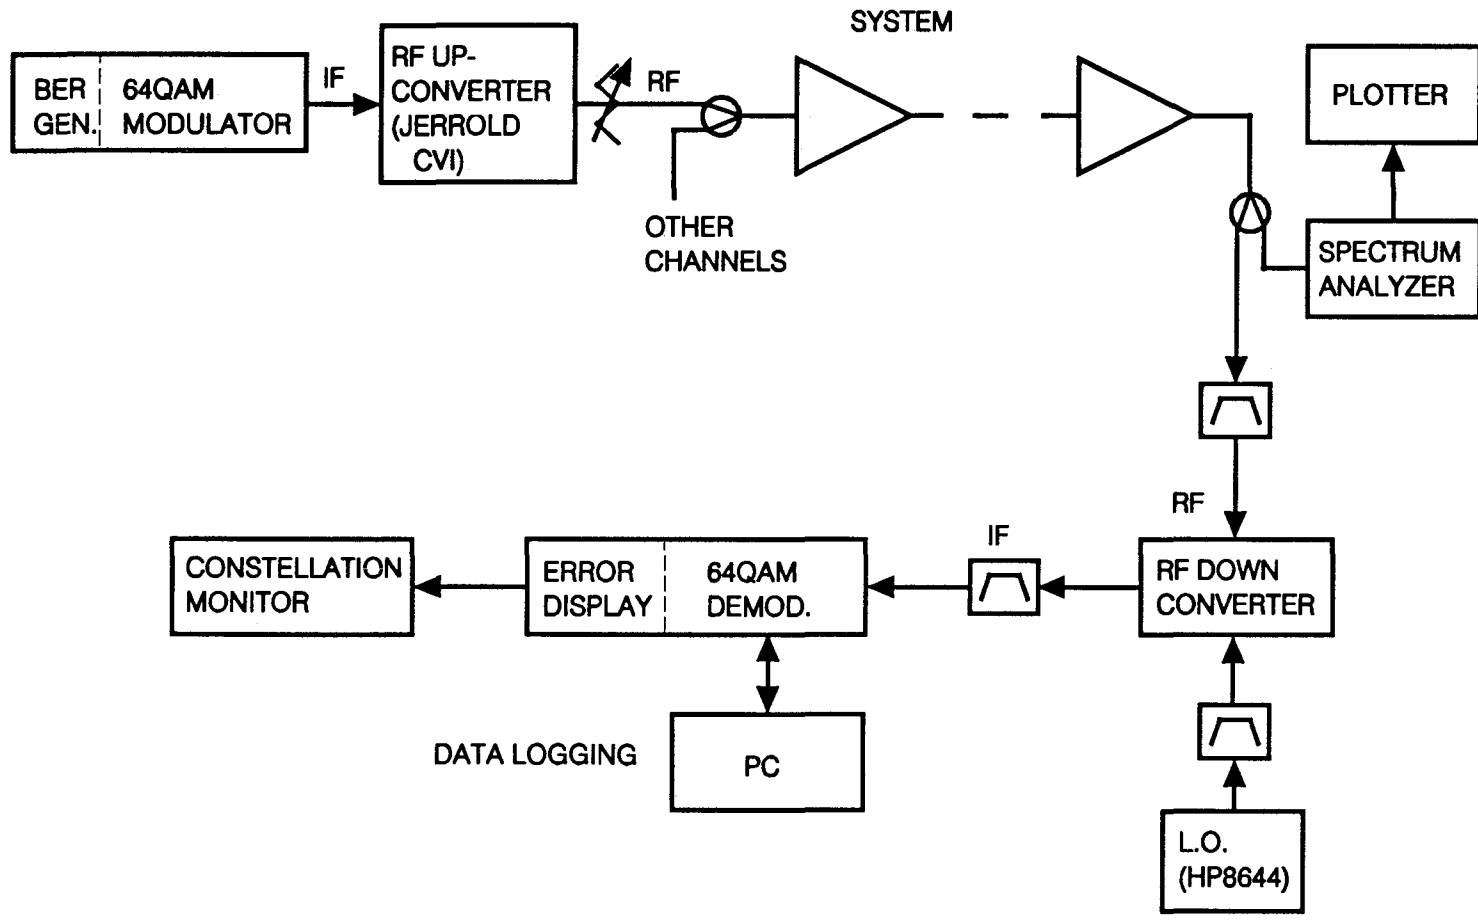 SYSTEM
BER
GEN.
64QAM
MODULATOR
IF
RF UP-
CONVERTER
(JERROLD
CVI)
RF
OTHER
CHANNELS
PLOTTER
SPECTRUM
ANALYZER
RF
IF
RF DOWN
CONVERTER
64QAM
DEMOD.
ERROR
DISPLAY
CONSTELLATION
MONITOR
DATA LOGGING
PC
L.O.
(HP8644)